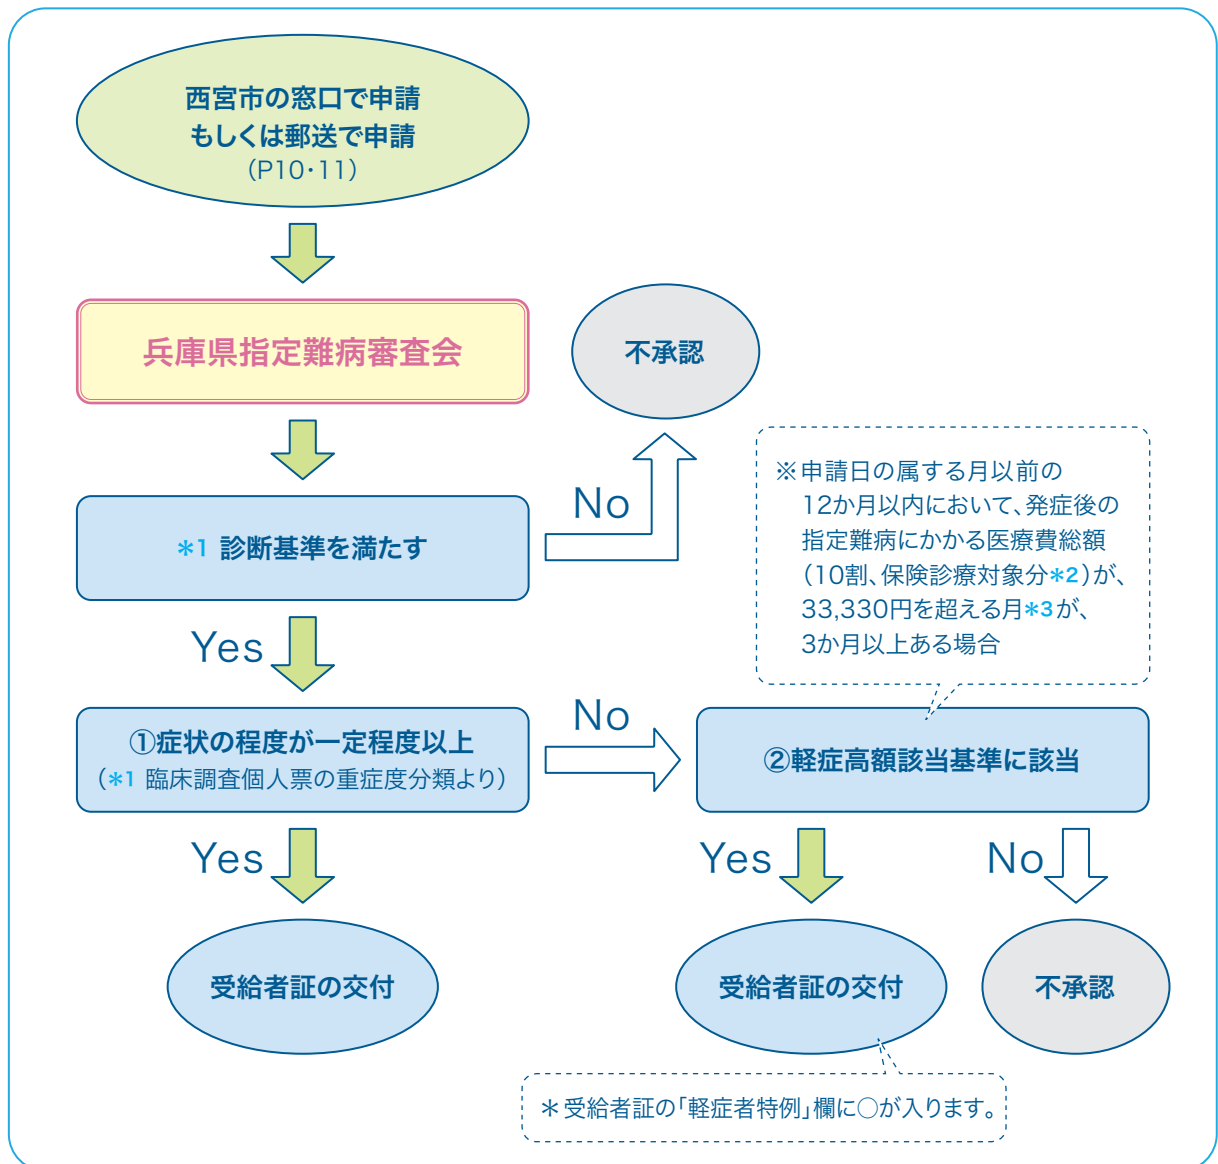 西宮市の窓口で申請
もしくは郵送で申請
（P10・11）
兵庫県指定難病審査会
不承認
No
＊1 診断基準を満たす
※申請日の属する月以前の
12か月以内において、発症後の
指定難病にかかる医療費総額
（10割、保険診療対象分＊2）が、
33,330円を超える月＊3が、
3か月以上ある場合
Yes
①症状の程度が一定程度以上
（＊1 臨床調査個人票の重症度分類より）
No
②軽症高額該当基準に該当
Yes
Yes
No
受給者証の交付
受給者証の交付
不承認
＊受給者証の「軽症者特例」欄に○が入ります。